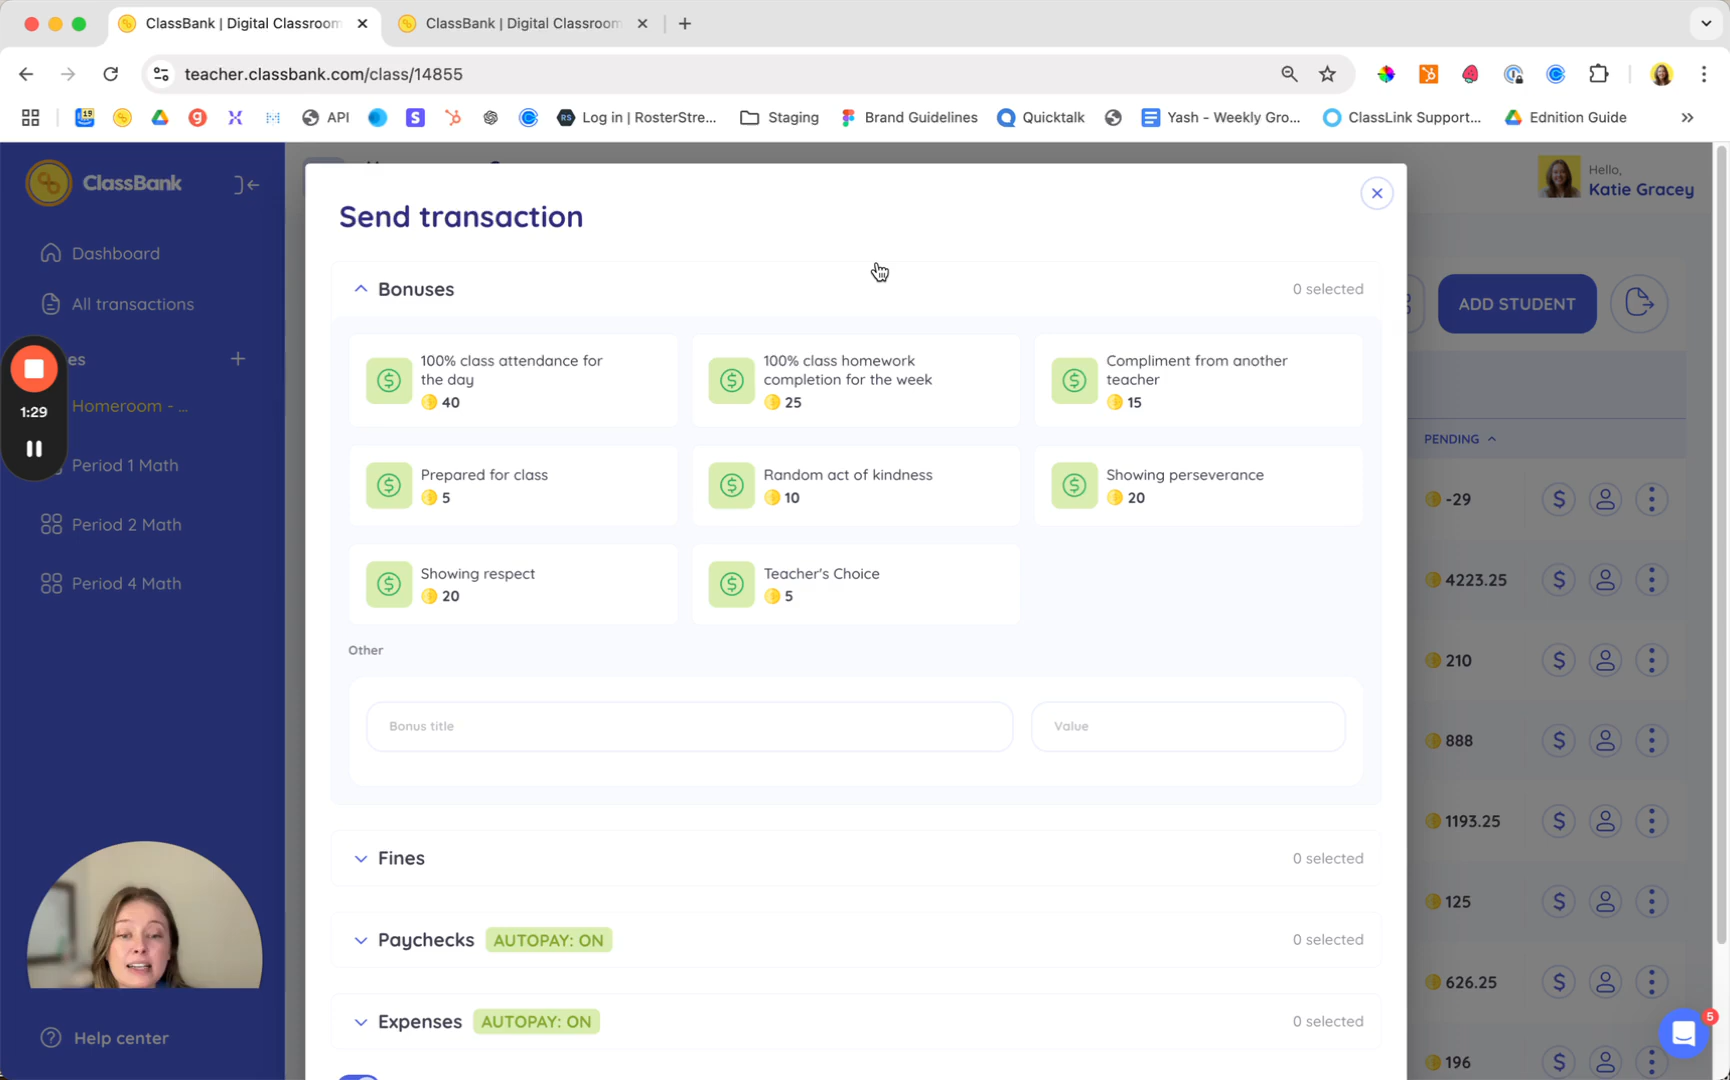 ClassBank | Digital Classroom
ClassBank | Digital Classroom
teacher.classbank.com/class/14855
19
API
Log in | RosterStre...
Staging
Brand Guidelines
Quicktalk
Yash - Weekly Gro...
ClassLink Support...
Ednition Guide
ClassBank
Dashboard
All transactions
es
Homeroom - ...
Period 1 Math
Period 2 Math
Period 4 Math
Help center
1:29
Hello,
Katie Gracey
ADD STUDENT
PENDING
-29
4223.25
210
888
1193.25
125
626.25
196
5
Send transaction
Bonuses
0 selected
100% class attendance for
the day
40
100% class homework
completion for the week
25
Compliment from another
teacher
15
Prepared for class
5
Random act of kindness
10
Showing perseverance
20
Showing respect
20
Teacher's Choice
5
Other
Bonus title
Value
Fines
0 selected
Paychecks
AUTOPAY: ON
0 selected
Expenses
AUTOPAY: ON
0 selected